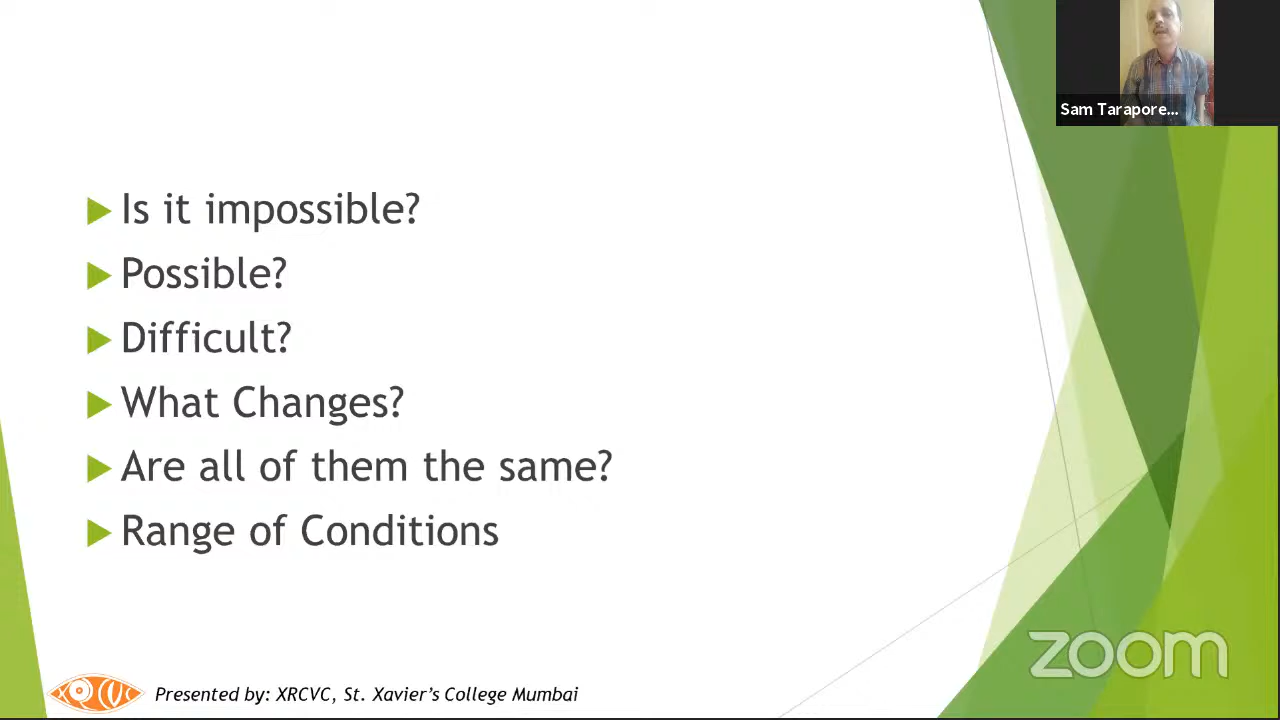 Sam Tarapore...
Is it impossible?
Possible?
Difficult?
What Changes?
Are all of them the same?
Range of Conditions
XRCVC
Presented by: XRCVC, St. Xavier's College Mumbai
zoom